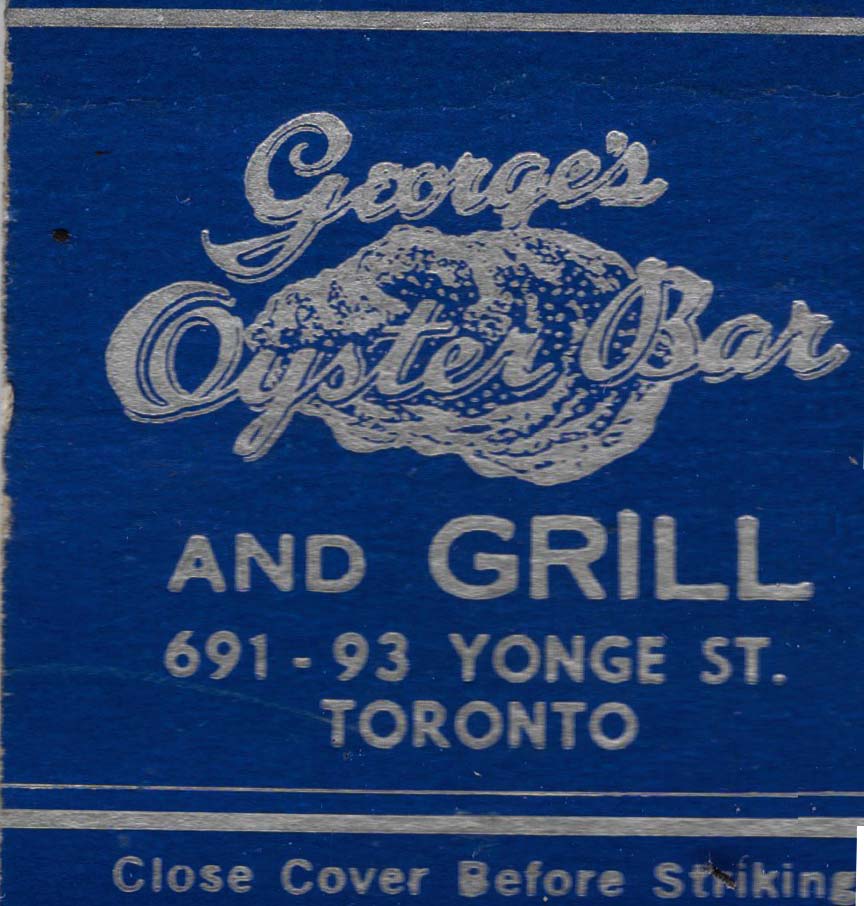 George's
Oyster Bar
AND GRILL
691 - 93 YONGE ST.
TORONTO
Close Cover Before Striking